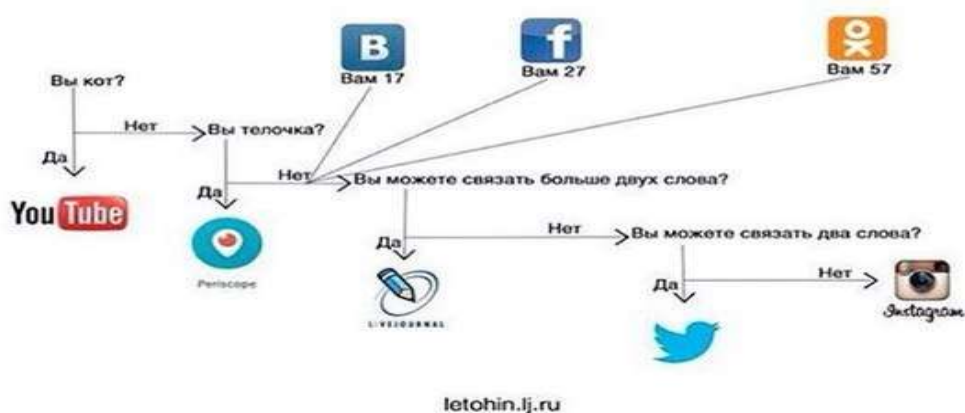 B
f
Вам 17
Вам 27
Вам 57
Вы кот?
Нет
Вы телочка?
Да
Нет
Вы можете связать больше двух слова?
YouTube
Да
Periscope
Нет
Вы можете связать два слова?
Да
LIVEJOURNAL
Нет
Да
Instagram
letohin.lj.ru